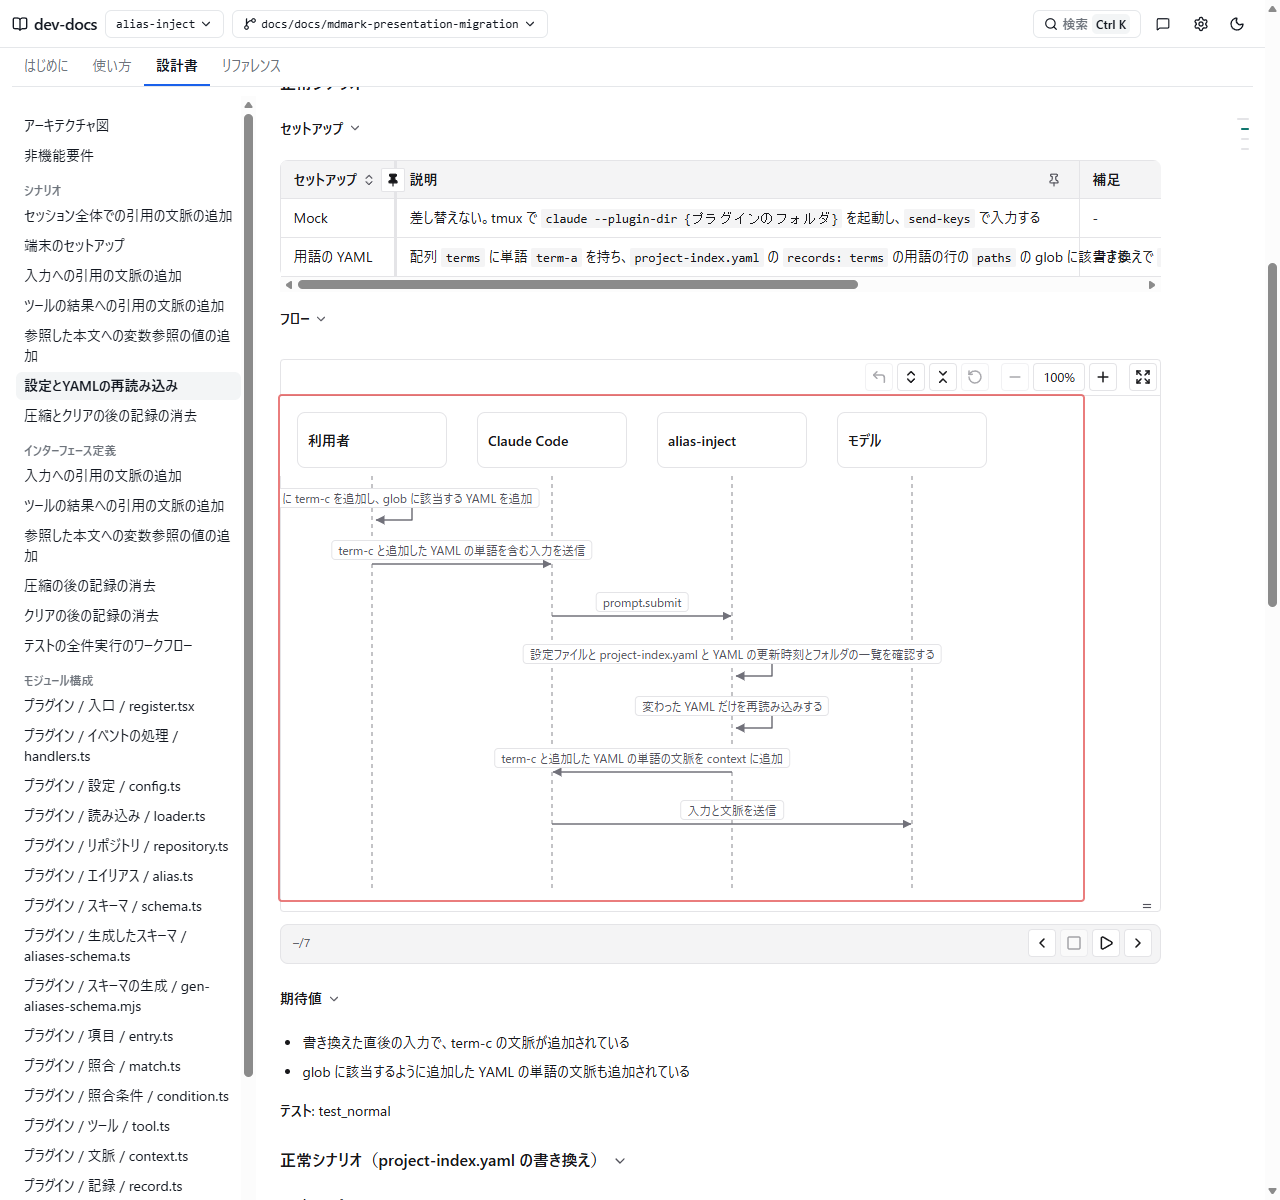 dev-docs
alias-inject
docs/docs/mdmark-presentation-migration
検索 Ctrl K
はじめに
使い方
設計書
リファレンス
アーキテクチャ図
非機能要件
シナリオ
セッション全体での引用の文脈の追加
端末のセットアップ
入力への引用の文脈の追加
ツールの結果への引用の文脈の追加
参照した本文への変数参照の値の追
加
設定とYAMLの再読み込み
圧縮とクリアの後の記録の消去
インターフェース定義
入力への引用の文脈の追加
ツールの結果への引用の文脈の追加
参照した本文への変数参照の値の追
加
圧縮の後の記録の消去
クリアの後の記録の消去
テストの全件実行のワークフロー
モジュール構成
プラグイン / 入口 / register.tsx
プラグイン / イベントの処理 /
handlers.ts
プラグイン / 設定 / config.ts
プラグイン / 読み込み / loader.ts
プラグイン / リポジトリ / repository.ts
プラグイン / エイリアス / alias.ts
プラグイン / スキーマ / schema.ts
プラグイン / 生成したスキーマ /
aliases-schema.ts
プラグイン / スキーマの生成 / gen-
aliases-schema.mjs
プラグイン / 項目 / entry.ts
プラグイン / 照合 / match.ts
プラグイン / 照合条件 / condition.ts
プラグイン / ツール / tool.ts
プラグイン / 文脈 / context.ts
プラグイン / 記録 / record.ts
正常シナリオ
セットアップ
セットアップ
説明
補足
Mock
差し替えない。tmux で claude --plugin-dir {プラグインのフォルダ} を起動し、 send-keys で入力する
-
用語の YAML
配列 terms に単語 term-a を持ち、 project-index.yaml の records: terms の用語の行の paths の glob に該当する
書き換えで
フロー
100%
利用者
Claude Code
alias-inject
モデル
に term-c を追加し、glob に該当する YAML を追加
term-c と追加した YAML の単語を含む入力を送信
prompt.submit
設定ファイルと project-index.yaml と YAML の更新時刻とフォルダの一覧を確認する
変わった YAML だけを再読み込みする
term-c と追加した YAML の単語の文脈を context に追加
入力と文脈を送信
–/7
期待値
書き換えた直後の入力で、term-c の文脈が追加されている
glob に該当するように追加した YAML の単語の文脈も追加されている
テスト: test_normal
正常シナリオ（project-index.yaml の書き換え）